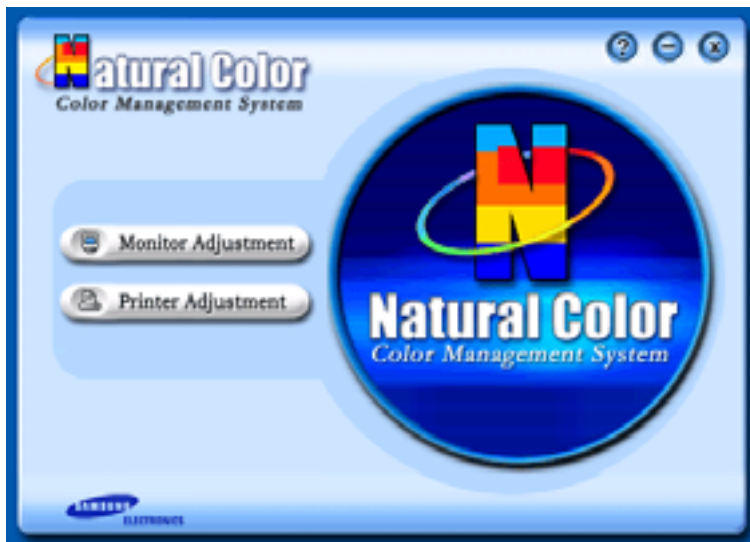 Natural Color
Color Management System
Monitor Adjustment
Printer Adjustment
Natural Color
Color Management System
SAMSUNG
ELECTRONICS